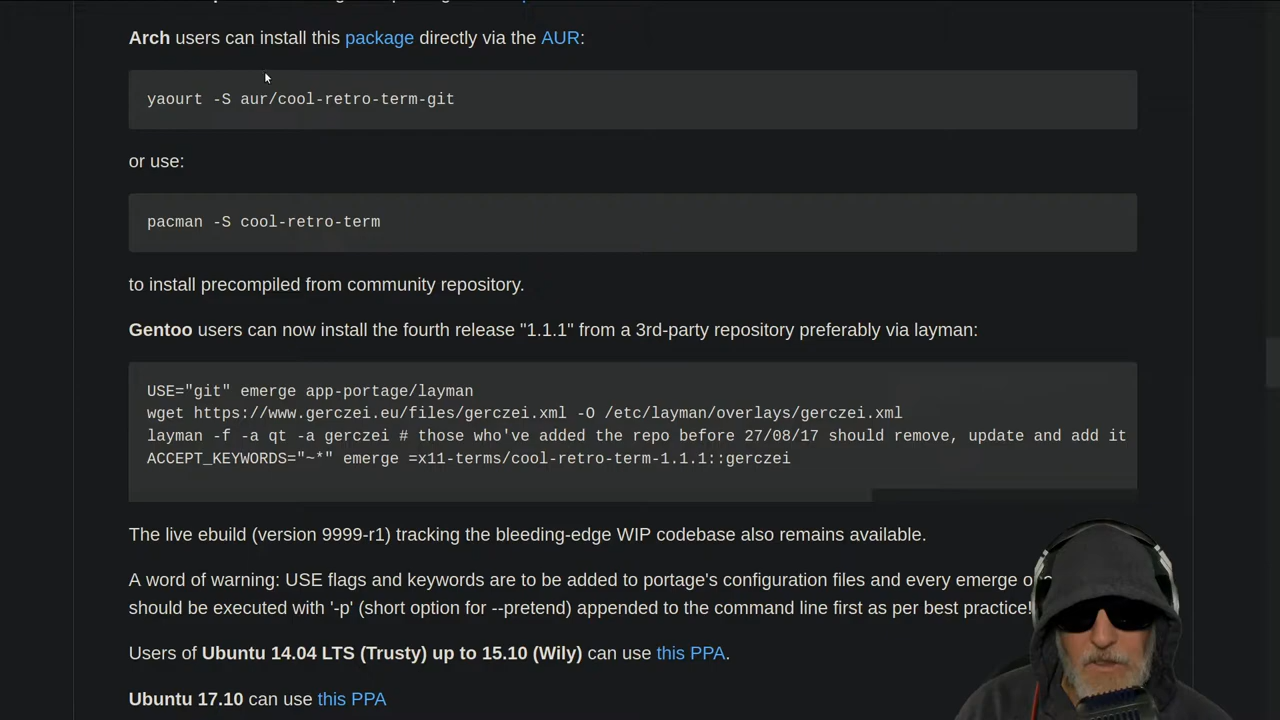 Arch users can install this package directly via the AUR:
yaourt -S aur/cool-retro-term-git
or use:
pacman -S cool-retro-term
to install precompiled from community repository.
Gentoo users can now install the fourth release "1.1.1" from a 3rd-party repository preferably via layman:
USE="git" emerge app-portage/layman
wget https://www.gerczei.eu/files/gerczei.xml -O /etc/layman/overlays/gerczei.xml
layman -f -a qt -a gerczei # those who've added the repo before 27/08/17 should remove, update and add it
ACCEPT_KEYWORDS="~*" emerge =x11-terms/cool-retro-term-1.1.1::gerczei
The live ebuild (version 9999-r1) tracking the bleeding-edge WIP codebase also remains available.
A word of warning: USE flags and keywords are to be added to portage's configuration files and every emerge
should be executed with '-p' (short option for --pretend) appended to the command line first as per best practice!
Users of Ubuntu 14.04 LTS (Trusty) up to 15.10 (Wily) can use this PPA.
Ubuntu 17.10 can use this PPA